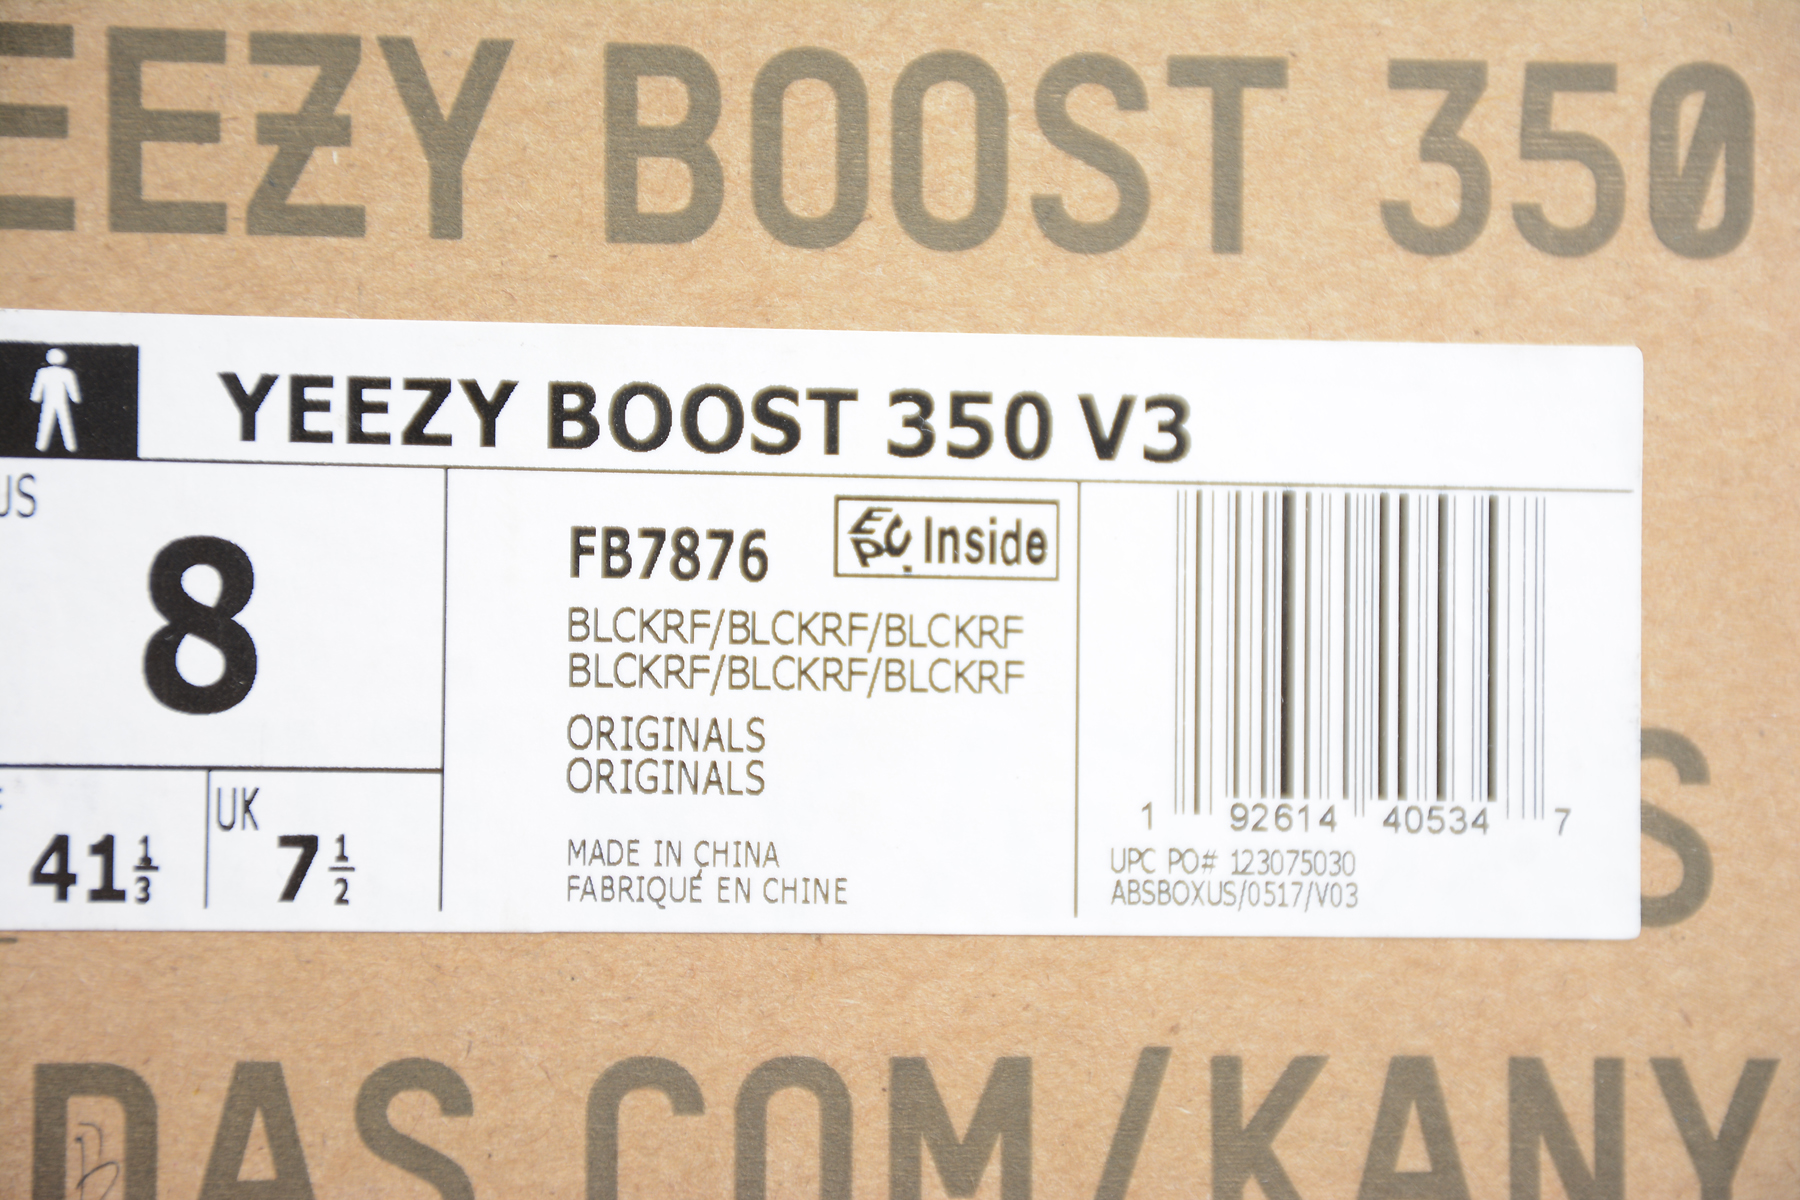 EEZY BOOST 350
YEEZY BOOST 350 V3
US
8
41 1/3
UK
7 1/2
FB7876
EPC Inside
BLCKRF/BLCKRF/BLCKRF
BLCKRF/BLCKRF/BLCKRF
ORIGINALS
ORIGINALS
MADE IN CHINA
FABRIQUÉ EN CHINE
1 92614 40534 7
UPC PO# 123075030
ABSBOXUS/0517/V03
S
DAS.COM/KANY